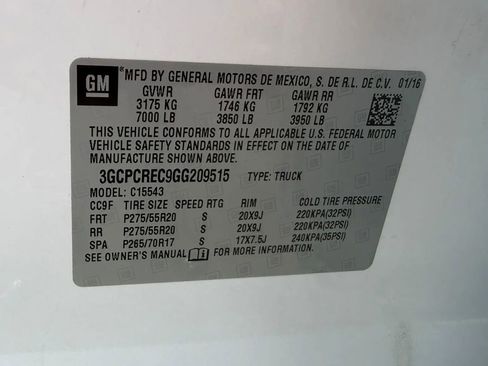 GM
*MFD BY GENERAL MOTORS DE MEXICO, S. DE R.L. DE C.V. 01/16
GVWR GAWR FRT GAWR RR
3175 KG 1746 KG 1792 KG
7000 LB 3850 LB 3950 LB
THIS VEHICLE CONFORMS TO ALL APPLICABLE U.S. FEDERAL MOTOR
VEHICLE SAFETY STANDARDS IN EFFECT ON THE DATE OF
MANUFACTURE SHOWN ABOVE.
3GCPCREC9GG209515 TYPE: TRUCK
MODEL: C15543
CC9F TIRE SIZE SPEED RTG RIM COLD TIRE PRESSURE
FRT P275/55R20 S 20X9J 220KPA(32PSI)
RR P275/55R20 S 20X9J 220KPA(32PSI)
SPA P265/70R17 S 17X7.5J 240KPA(35PSI)
SEE OWNER'S MANUAL FOR MORE INFORMATION.